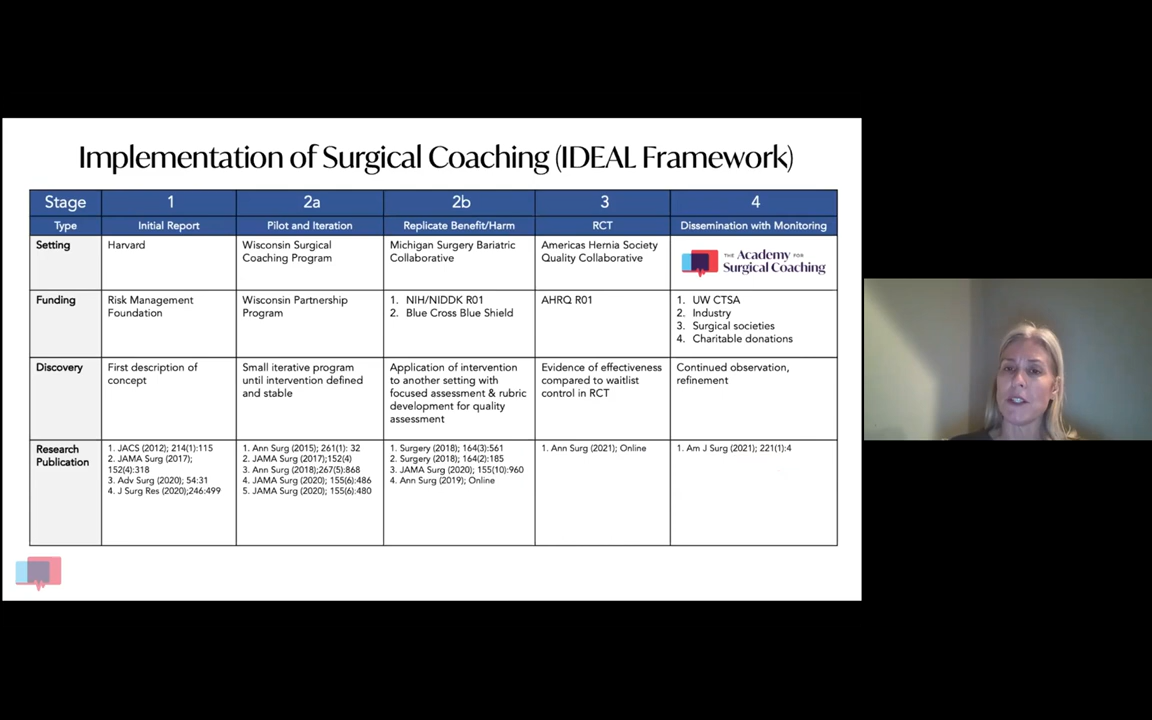 Implementation of Surgical Coaching (IDEAL Framework)
Stage
1
2a
2b
3
4
Type
Initial Report
Pilot and Iteration
Replicate Benefit/Harm
RCT
Dissemination with Monitoring
Setting
Harvard
Wisconsin Surgical
Coaching Program
Michigan Surgery Bariatric
Collaborative
Americas Hernia Society
Quality Collaborative
THE Academy FOR
Surgical Coaching
Funding
Risk Management
Foundation
Wisconsin Partnership
Program
1. NIH/NIDDK R01
2. Blue Cross Blue Shield
AHRQ R01
1. UW CTSA
2. Industry
3. Surgical societies
4. Charitable donations
Discovery
First description of
concept
Small iterative program
until intervention defined
and stable
Application of intervention
to another setting with
focused assessment & rubric
development for quality
assessment
Evidence of effectiveness
compared to waitlist
control in RCT
Continued observation,
refinement
Research
Publication
1. JACS (2012); 214(1):115
2. JAMA Surg (2017);
152(4):318
3. Adv Surg (2020); 54:31
4. J Surg Res (2020);246:499
1. Ann Surg (2015); 261(1): 32
2. JAMA Surg (2017);152(4)
3. Ann Surg (2018);267(5):868
4. JAMA Surg (2020); 155(6):486
5. JAMA Surg (2020); 155(6):480
1. Surgery (2018); 164(3):561
2. Surgery (2018); 164(2):185
3. JAMA Surg (2020); 155(10):960
4. Ann Surg (2019); Online
1. Ann Surg (2021); Online
1. Am J Surg (2021); 221(1):4